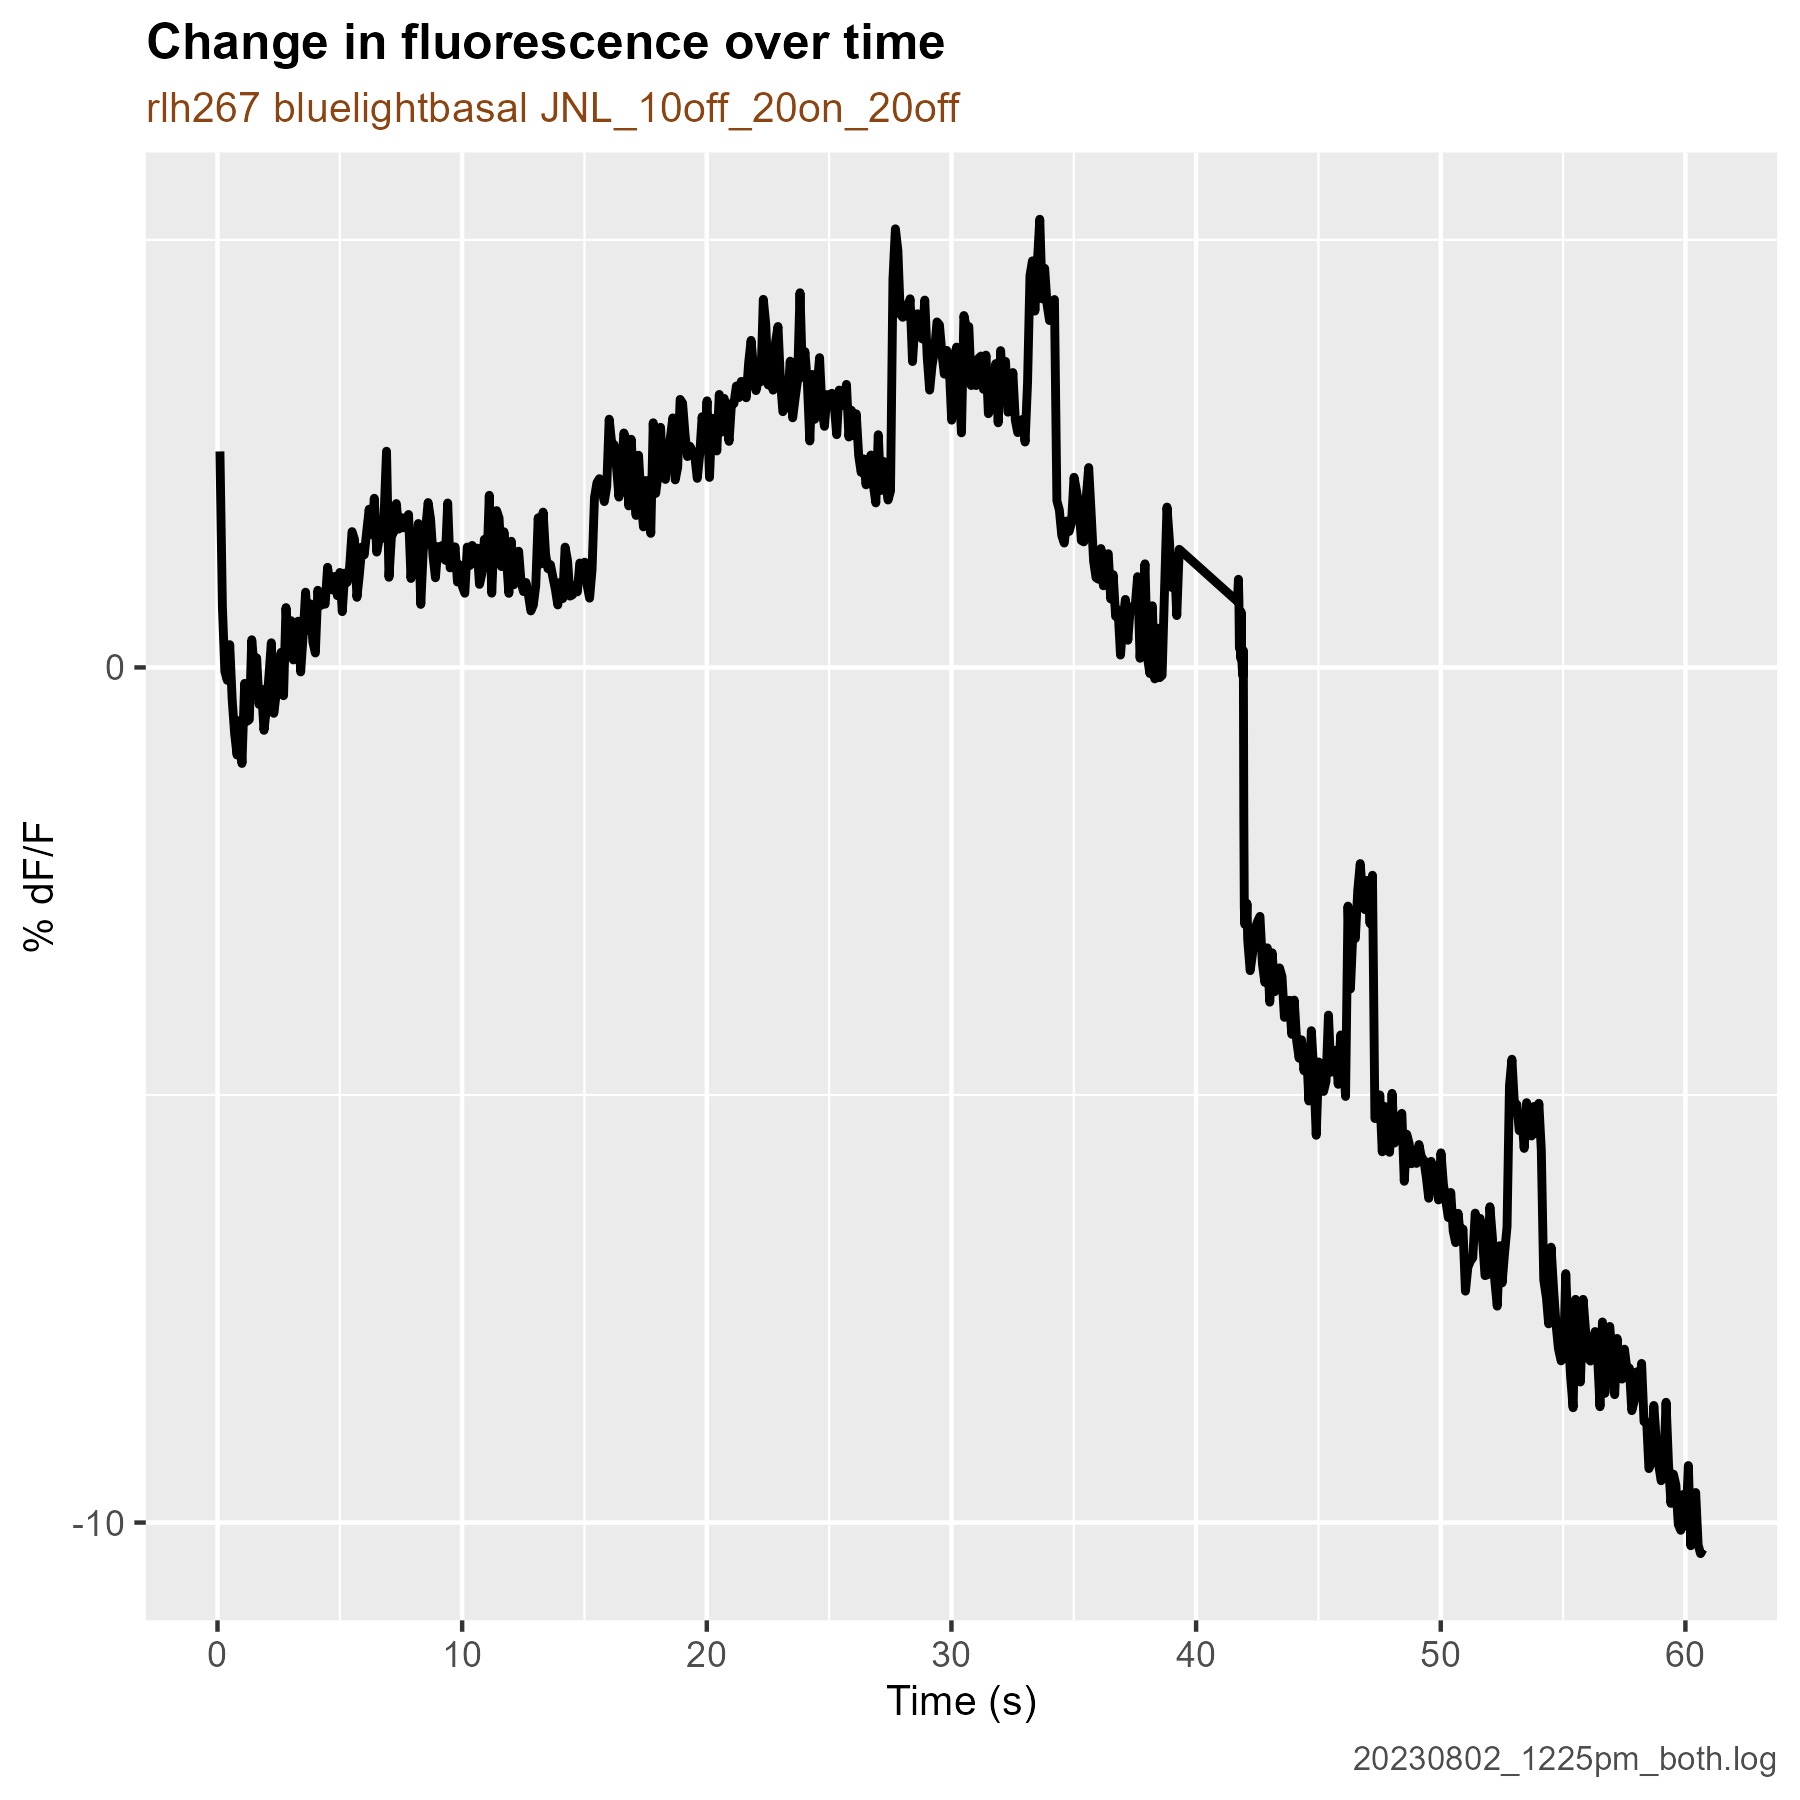 Change in fluorescence over time
rlh267 bluelightbasal JNL_10off_20on_20off
% dF/F
0
-10
0 10 20 30 40 50 60
Time (s)
20230802_1225pm_both.log